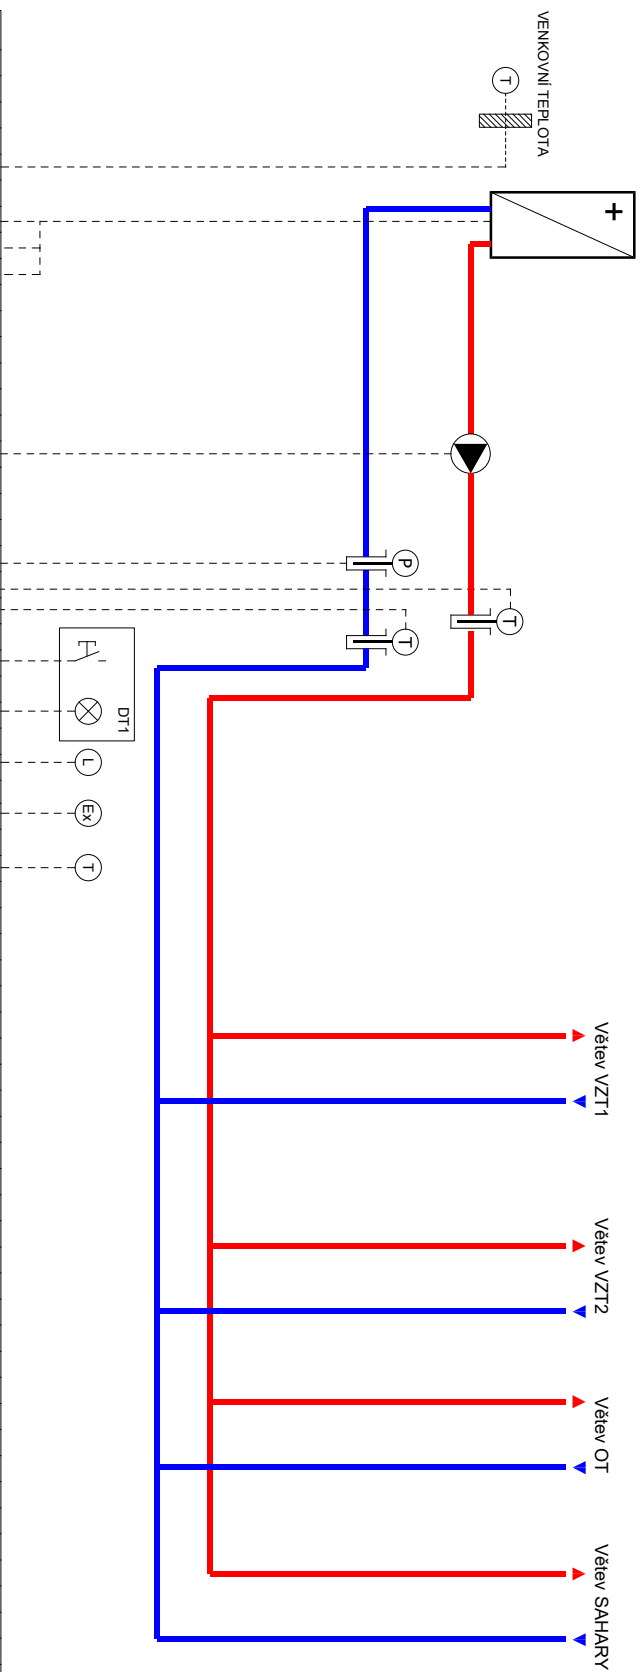 VENKOVNÍ TEPLOTA
T
+
P
T
T
DT1
L
Ex
T
Větev VZT1
Větev VZT2
Větev OT
Větev SAHARY